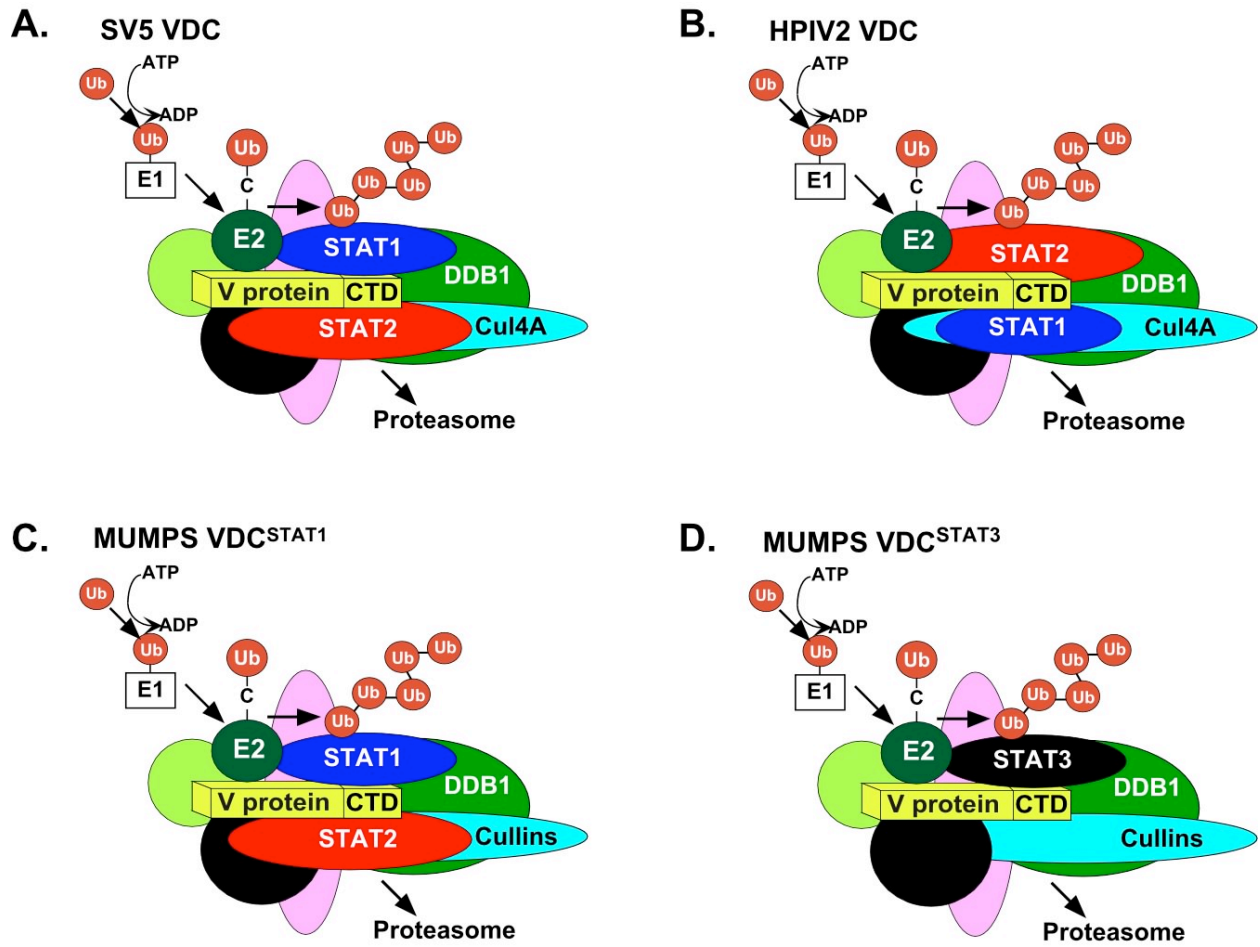 A. SV5 VDC
ATP
Ub
ADP
Ub
E1
Ub
C
E2
Ub
Ub
Ub
Ub
Ub
STAT1
DDB1
V protein CTD
STAT2
Cul4A
Proteasome
B. HPIV2 VDC
ATP
Ub
ADP
Ub
E1
Ub
C
E2
Ub
Ub
Ub
Ub
Ub
STAT2
DDB1
V protein CTD
STAT1
Cul4A
Proteasome
C. MUMPS VDCSTAT1
ATP
Ub
ADP
Ub
E1
Ub
C
E2
Ub
Ub
Ub
Ub
Ub
STAT1
DDB1
V protein CTD
STAT2
Cullins
Proteasome
D. MUMPS VDCSTAT3
ATP
Ub
ADP
Ub
E1
Ub
C
E2
Ub
Ub
Ub
Ub
Ub
STAT3
DDB1
V protein CTD
Cullins
Proteasome